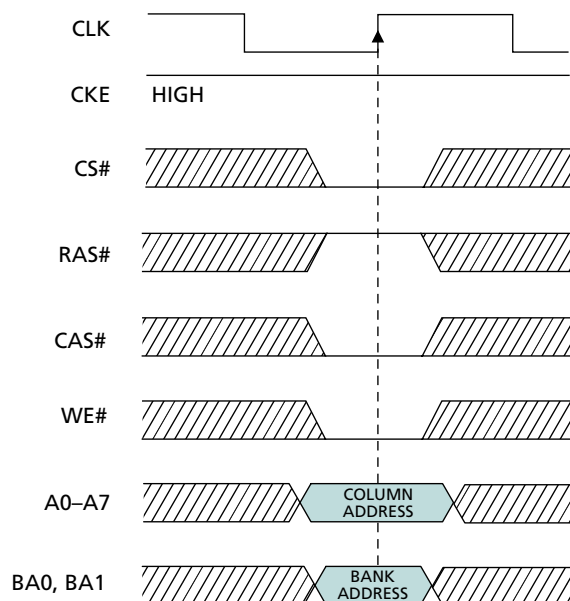 CLK
CKE HIGH
CS#
RAS#
CAS#
WE#
A0–A7 COLUMN
ADDRESS
BA0, BA1 BANK
ADDRESS